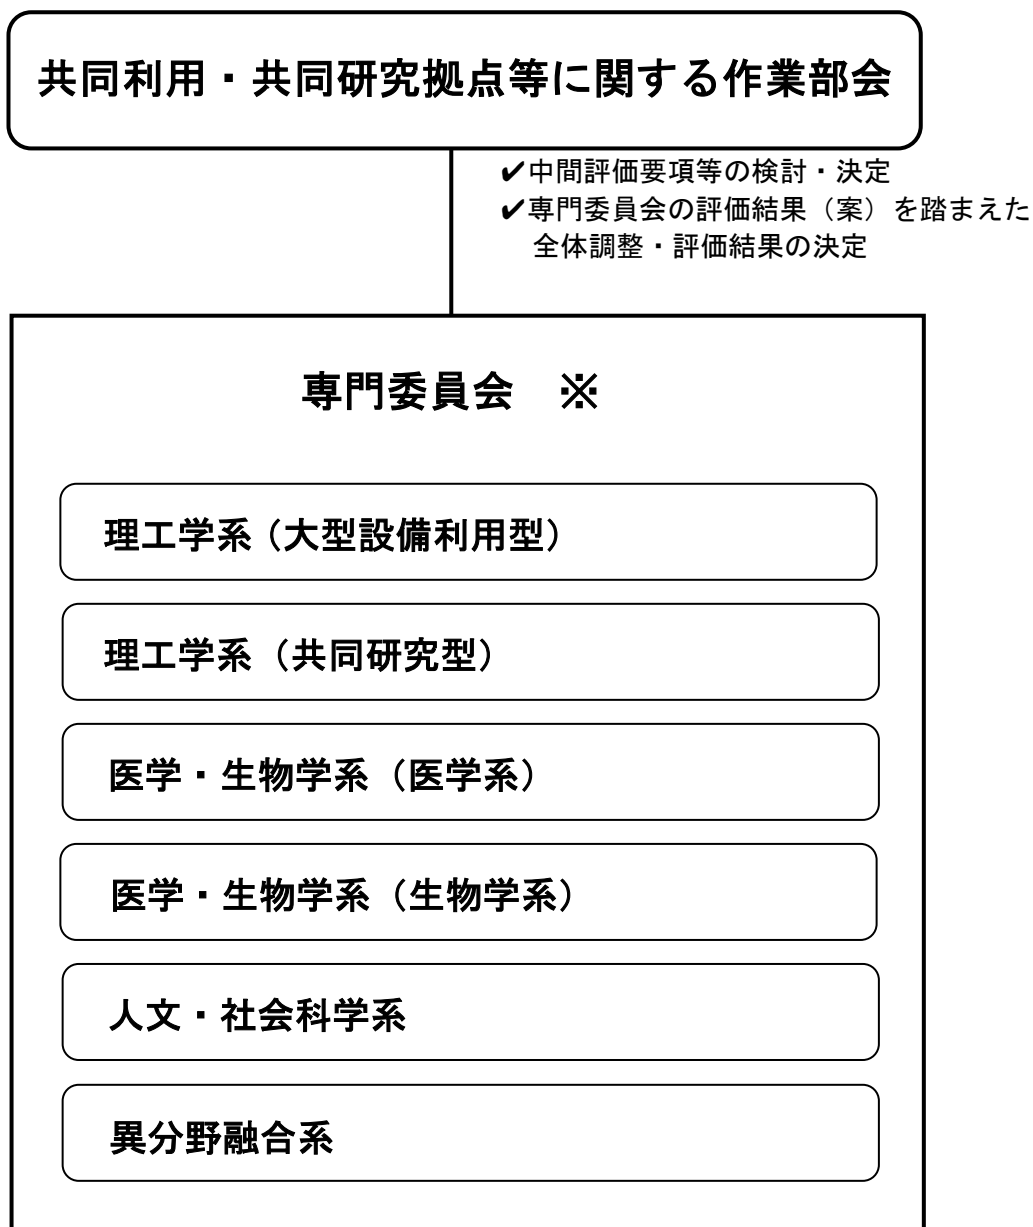 共同利用・共同研究拠点等に関する作業部会
✔中間評価要項等の検討・決定
✔専門委員会の評価結果（案）を踏まえた
全体調整・評価結果の決定
専門委員会　※
理工学系（大型設備利用型）
理工学系（共同研究型）
医学・生物学系（医学系）
医学・生物学系（生物学系）
人文・社会科学系
異分野融合系